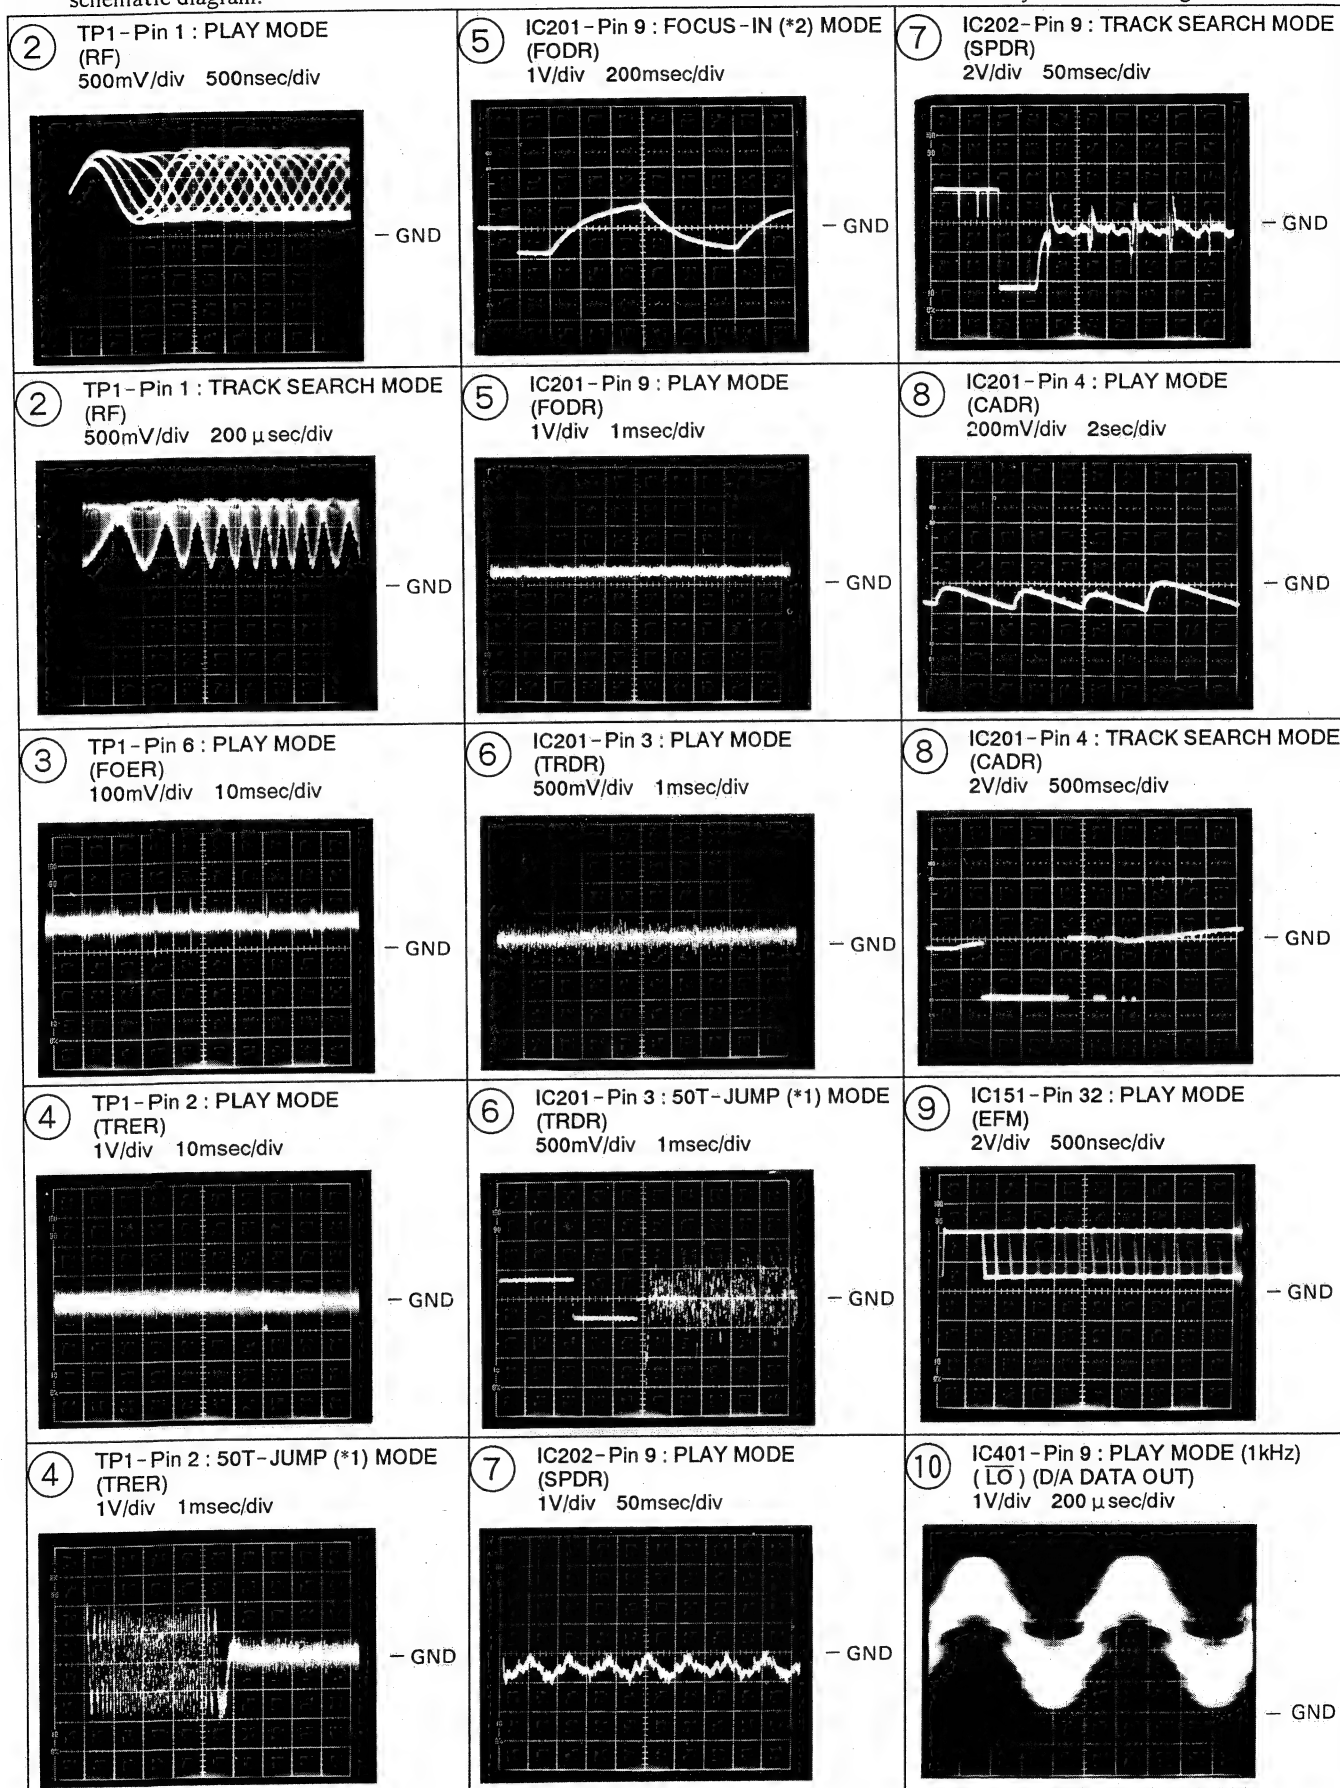 schematic diagram.
② TP1-Pin 1 : PLAY MODE
(RF)
500mV/div 500nsec/div
- GND
⑤ IC201-Pin 9 : FOCUS-IN (*2) MODE
(FODR)
1V/div 200msec/div
- GND
⑦ IC202-Pin 9 : TRACK SEARCH MODE
(SPDR)
2V/div 50msec/div
- GND
② TP1-Pin 1 : TRACK SEARCH MODE
(RF)
500mV/div 200 μsec/div
- GND
⑤ IC201-Pin 9 : PLAY MODE
(FODR)
1V/div 1msec/div
- GND
⑧ IC201-Pin 4 : PLAY MODE
(CADR)
200mV/div 2sec/div
- GND
③ TP1-Pin 6 : PLAY MODE
(FOER)
100mV/div 10msec/div
- GND
⑥ IC201-Pin 3 : PLAY MODE
(TRDR)
500mV/div 1msec/div
- GND
⑧ IC201-Pin 4 : TRACK SEARCH MODE
(CADR)
2V/div 500msec/div
- GND
④ TP1-Pin 2 : PLAY MODE
(TRER)
1V/div 10msec/div
- GND
⑥ IC201-Pin 3 : 50T-JUMP (*1) MODE
(TRDR)
500mV/div 1msec/div
- GND
⑨ IC151-Pin 32 : PLAY MODE
(EFM)
2V/div 500nsec/div
- GND
④ TP1-Pin 2 : 50T-JUMP (*1) MODE
(TRER)
1V/div 1msec/div
- GND
⑦ IC202-Pin 9 : PLAY MODE
(SPDR)
1V/div 50msec/div
- GND
⑩ IC401-Pin 9 : PLAY MODE (1kHz)
( L̅O̅ ) (D/A DATA OUT)
1V/div 200 μsec/div
- GND